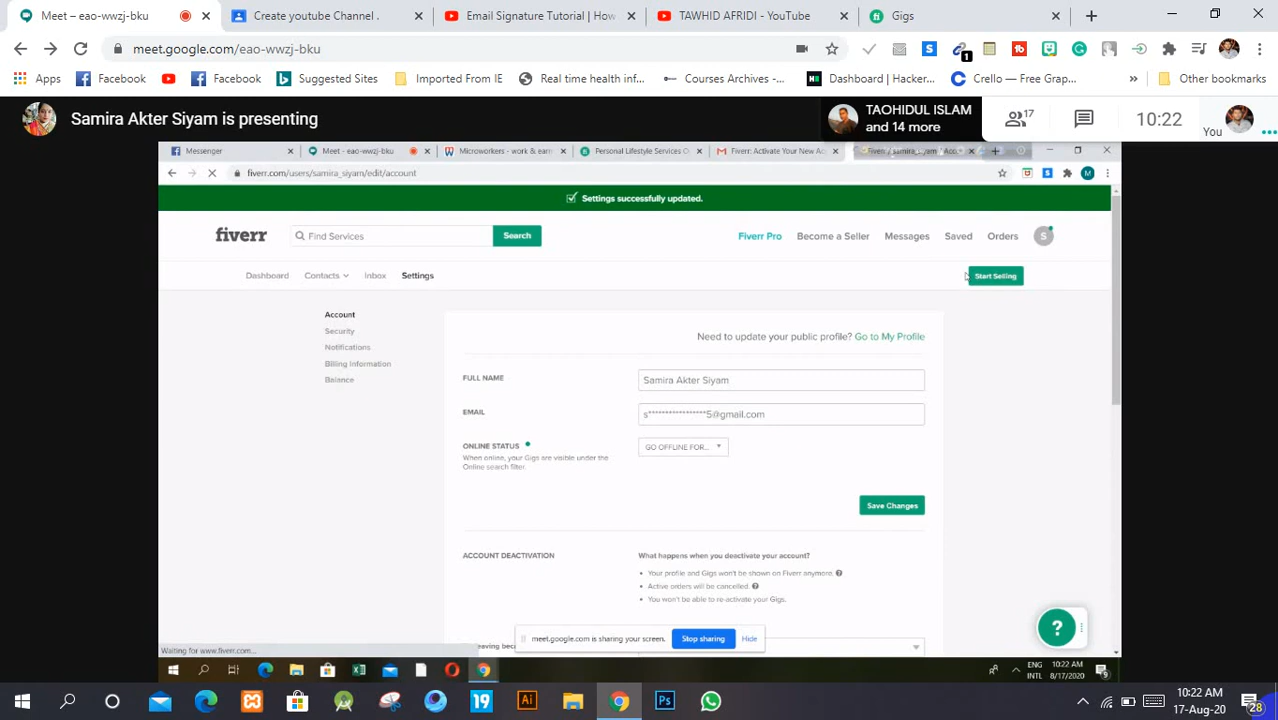 Meet – eao-wwzj-bku
Create youtube Channel .
Email Signature Tutorial | How
TAWHID AFRIDI - YouTube
Gigs
meet.google.com/eao-wwzj-bku
1
Apps
Facebook
Facebook
Suggested Sites
Imported From IE
Real time health inf...
Courses Archives -...
Dashboard | Hacker...
Crello — Free Grap...
Other bookmarks
Samira Akter Siyam is presenting
TAOHIDUL ISLAM
and 14 more
17
10:22
You
Messenger
Meet - eao-wwzj-bku
Microworkers - work & earn
Personal Lifestyle Services O
Fiverr: Activate Your New Ac
fiverr.com/users/samira_siyam/edit/account
M
Settings successfully updated.
fiverr
Find Services
Search
Fiverr Pro
Become a Seller
Messages
Saved
Orders
S
Dashboard
Contacts
Inbox
Settings
Start Selling
Account
Security
Notifications
Billing Information
Balance
Need to update your public profile? Go to My Profile
FULL NAME
Samira Akter Siyam
EMAIL
s*****************5@gmail.com
ONLINE STATUS
When online, your Gigs are visible under the
Online search filter.
GO OFFLINE FOR...
Save Changes
ACCOUNT DEACTIVATION
What happens when you deactivate your account?
• Your profile and Gigs won't be shown on Fiverr anymore.
• Active orders will be cancelled.
• You won't be able to re-activate your Gigs.
meet.google.com is sharing your screen.
Stop sharing
Hide
?
Waiting for www.fiverr.com...
ENG
INTL
10:22 AM
8/17/2020
19
Ai
Ps
10:22 AM
17-Aug-20
28